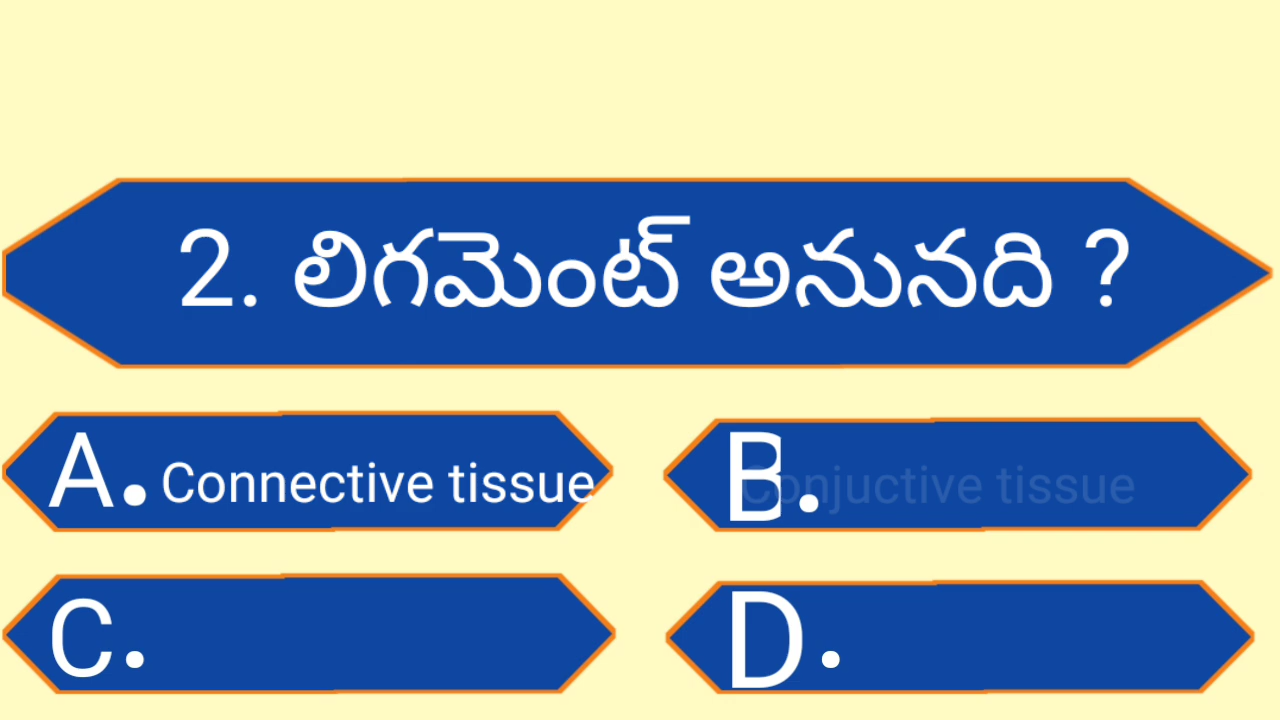 2. లిగమెంట్ అనునది ?
A. Connective tissue
B. Conjuctive tissue
C.
D.